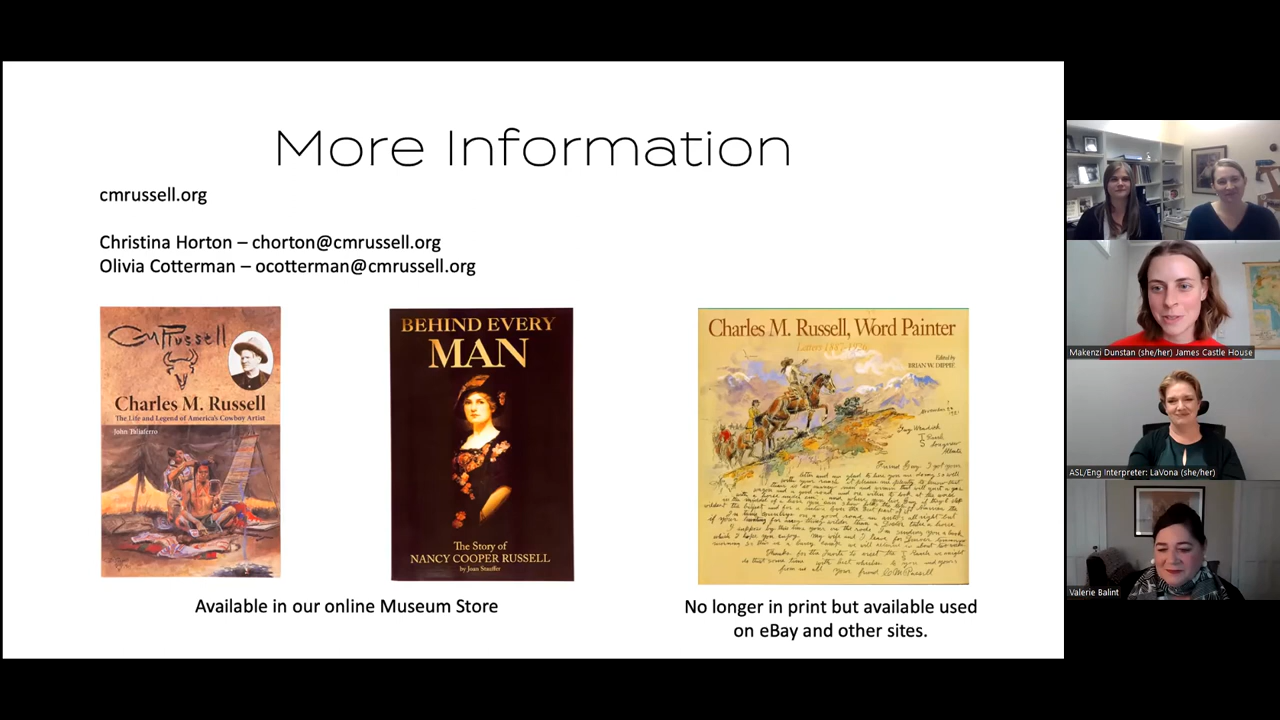 More Information
cmrussell.org
Christina Horton – chorton@cmrussell.org
Olivia Cotterman – ocotterman@cmrussell.org
CMRussell
Charles M. Russell
The Life and Legend of America's Cowboy Artist
John Taliaferro
BEHIND EVERY
MAN
The Story of
NANCY COOPER RUSSELL
by Joan Stauffer
Charles M. Russell, Word Painter
Letters 1887-1926
Edited by
BRIAN W. DIPPIE
Available in our online Museum Store
No longer in print but available used
on eBay and other sites.
Makenzi Dunstan (she/her) James Castle House
ASL/Eng Interpreter: LaVona (she/her)
Valerie Balint